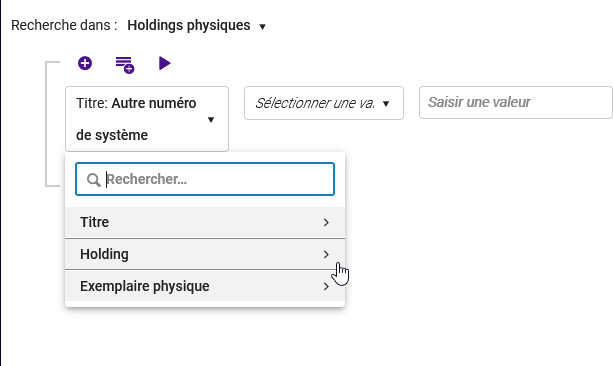 Recherche dans : Holdings physiques
Titre: Autre numéro
de système
Sélectionner une va.
Saisir une valeur
Rechercher...
Titre
Holding
Exemplaire physique